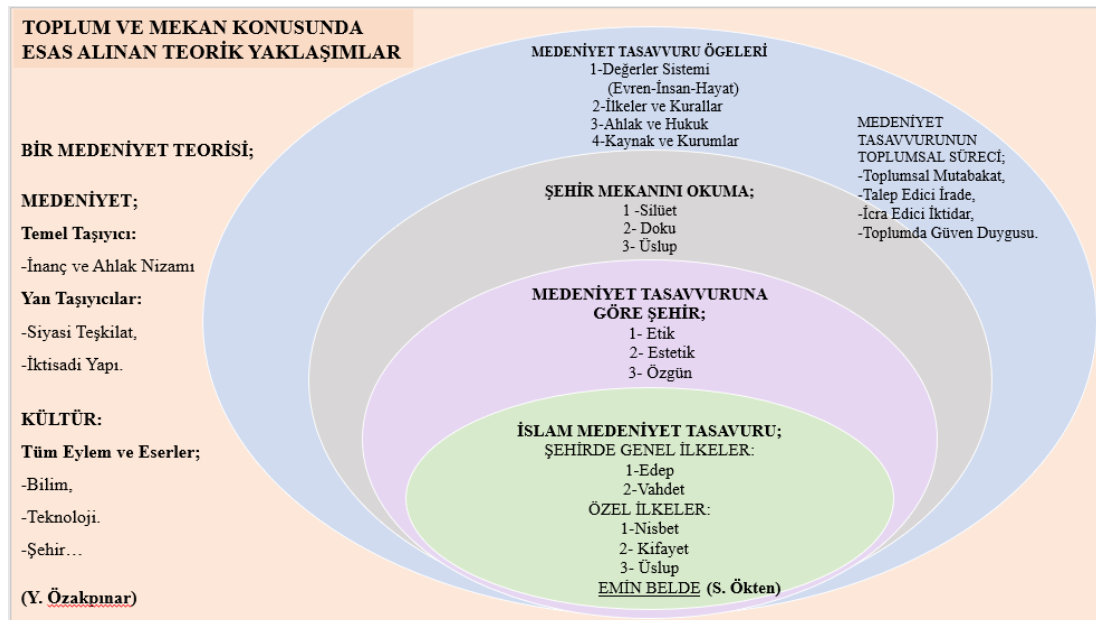 TOPLUM VE MEKAN KONUSUNDA
ESAS ALINAN TEORİK YAKLAŞIMLAR
BİR MEDENİYET TEORİSİ;
MEDENİYET;
Temel Taşıyıcı:
-İnanç ve Ahlak Nizamı
Yan Taşıyıcılar:
-Siyasi Teşkilat,
-İktisadi Yapı.
KÜLTÜR:
Tüm Eylem ve Eserler;
-Bilim,
-Teknoloji.
-Şehir…
(Y. Özakpınar)
MEDENİYET TASAVVURU ÖGELERİ
1-Değerler Sistemi
(Evren-İnsan-Hayat)
2-İlkeler ve Kurallar
3-Ahlak ve Hukuk
4-Kaynak ve Kurumlar
MEDENİYET
TASAVVURUNUN
TOPLUMSAL SÜRECİ;
-Toplumsal Mutabakat,
-Talep Edici İrade,
-İcra Edici İktidar,
-Toplumda Güven Duygusu.
ŞEHİR MEKANINI OKUMA;
1 -Silüet
2- Doku
3- Üslup
MEDENİYET TASAVVURUNA
GÖRE ŞEHİR;
1- Etik
2- Estetik
3- Özgün
İSLAM MEDENİYET TASAVURU;
ŞEHİRDE GENEL İLKELER:
1-Edep
2-Vahdet
ÖZEL İLKELER:
1-Nisbet
2- Kifayet
3- Üslup
EMİN BELDE (S. Ökten)